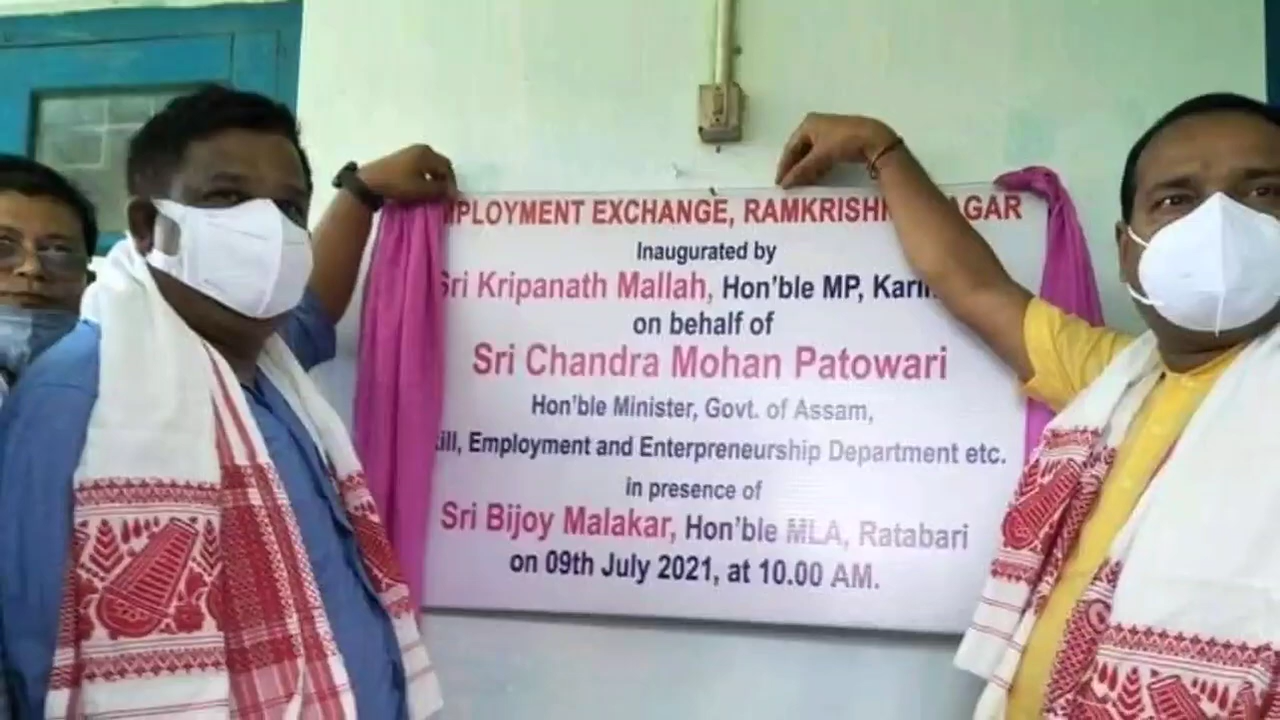 MPLOYMENT EXCHANGE, RAMKRISHN AGAR
Inaugurated by
Sri Kripanath Mallah, Hon'ble MP, Kari
on behalf of
Sri Chandra Mohan Patowari
Hon'ble Minister, Govt. of Assam,
ill, Employment and Enterpreneurship Department etc.
in presence of
Sri Bijoy Malakar, Hon'ble MLA, Ratabari
on 09th July 2021, at 10.00 AM.